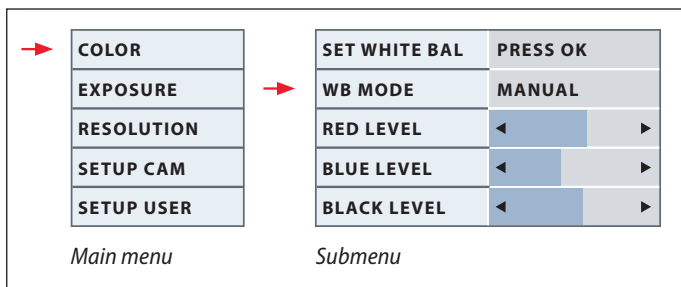 COLOR
EXPOSURE
RESOLUTION
SETUP CAM
SETUP USER
Main menu
SET WHITE BAL PRESS OK
WB MODE MANUAL
RED LEVEL
BLUE LEVEL
BLACK LEVEL
Submenu